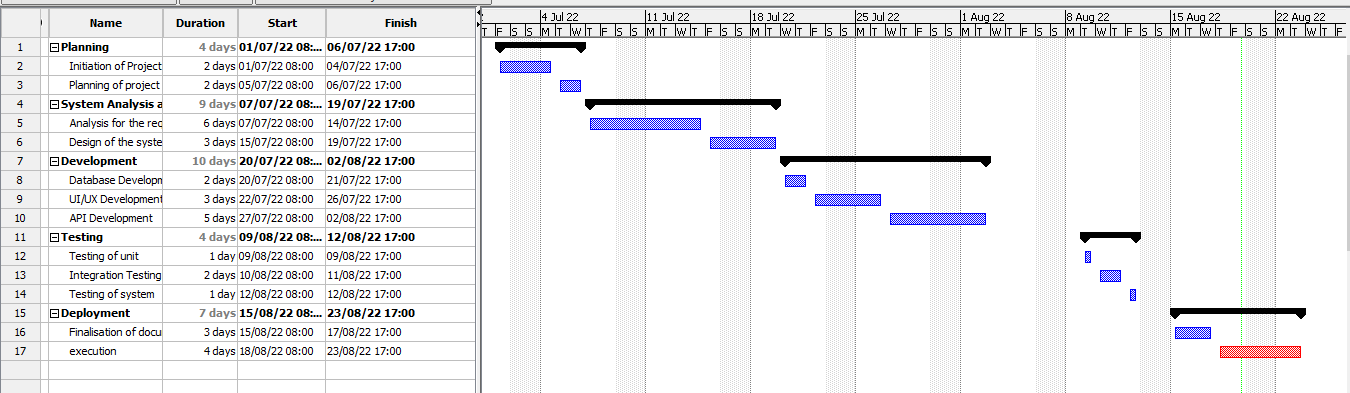 Name Duration Start Finish
4 Jul 22 11 Jul 22 18 Jul 22 25 Jul 22 1 Aug 22 8 Aug 22 15 Aug 22 22 Aug 22
T F S S M T W T F S S M T W T F S S M T W T F S S M T W T F S S M T W T F S S M T W T F S S M T W T F S S M T W T F
1 Planning 4 days 01/07/22 08:... 06/07/22 17:00
2 Initiation of Project 2 days 01/07/22 08:00 04/07/22 17:00
3 Planning of project 2 days 05/07/22 08:00 06/07/22 17:00
4 System Analysis a 9 days 07/07/22 08:... 19/07/22 17:00
5 Analysis for the rec 6 days 07/07/22 08:00 14/07/22 17:00
6 Design of the syste 3 days 15/07/22 08:00 19/07/22 17:00
7 Development 10 days 20/07/22 08:... 02/08/22 17:00
8 Database Developm 2 days 20/07/22 08:00 21/07/22 17:00
9 UI/UX Development 3 days 22/07/22 08:00 26/07/22 17:00
10 API Development 5 days 27/07/22 08:00 02/08/22 17:00
11 Testing 4 days 09/08/22 08:... 12/08/22 17:00
12 Testing of unit 1 day 09/08/22 08:00 09/08/22 17:00
13 Integration Testing 2 days 10/08/22 08:00 11/08/22 17:00
14 Testing of system 1 day 12/08/22 08:00 12/08/22 17:00
15 Deployment 7 days 15/08/22 08:... 23/08/22 17:00
16 Finalisation of docu 3 days 15/08/22 08:00 17/08/22 17:00
17 execution 4 days 18/08/22 08:00 23/08/22 17:00